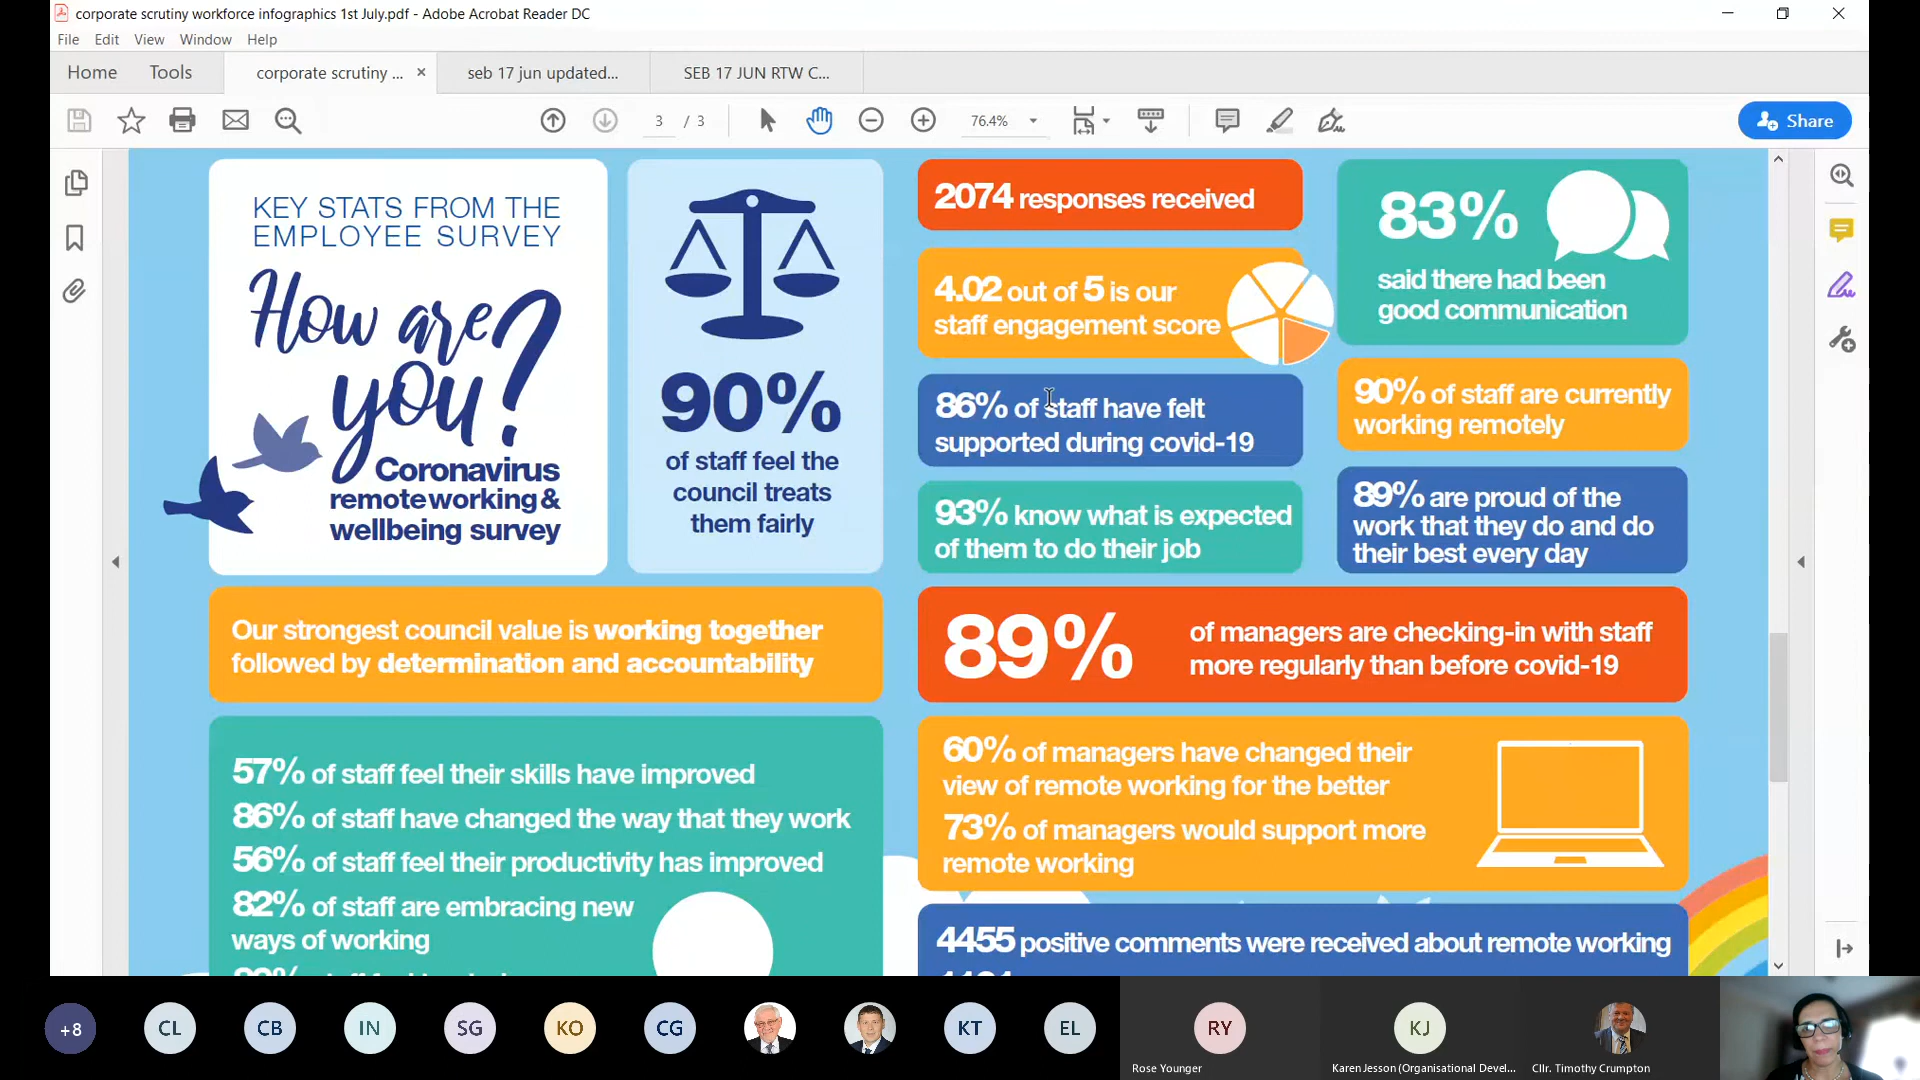 corporate scrutiny workforce infographics 1st July.pdf - Adobe Acrobat Reader DC
File Edit View Window Help
Home Tools corporate scrutiny ... × seb 17 jun updated... SEB 17 JUN RTW C...
3 / 3 76.4% Share
KEY STATS FROM THE
EMPLOYEE SURVEY
How are
you?
Coronavirus
remote working &
wellbeing survey
90%
of staff feel the
council treats
them fairly
2074 responses received
4.02 out of 5 is our
staff engagement score
86% of staff have felt
supported during covid-19
93% know what is expected
of them to do their job
83%
said there had been
good communication
90% of staff are currently
working remotely
89% are proud of the
work that they do and do
their best every day
Our strongest council value is working together
followed by determination and accountability
89%
of managers are checking-in with staff
more regularly than before covid-19
57% of staff feel their skills have improved
86% of staff have changed the way that they work
56% of staff feel their productivity has improved
82% of staff are embracing new
ways of working
60% of managers have changed their
view of remote working for the better
73% of managers would support more
remote working
4455 positive comments were received about remote working
+8 CL CB IN SG KO CG KT EL RY KJ
Rose Younger Karen Jesson (Organisational Devel... Cllr. Timothy Crumpton